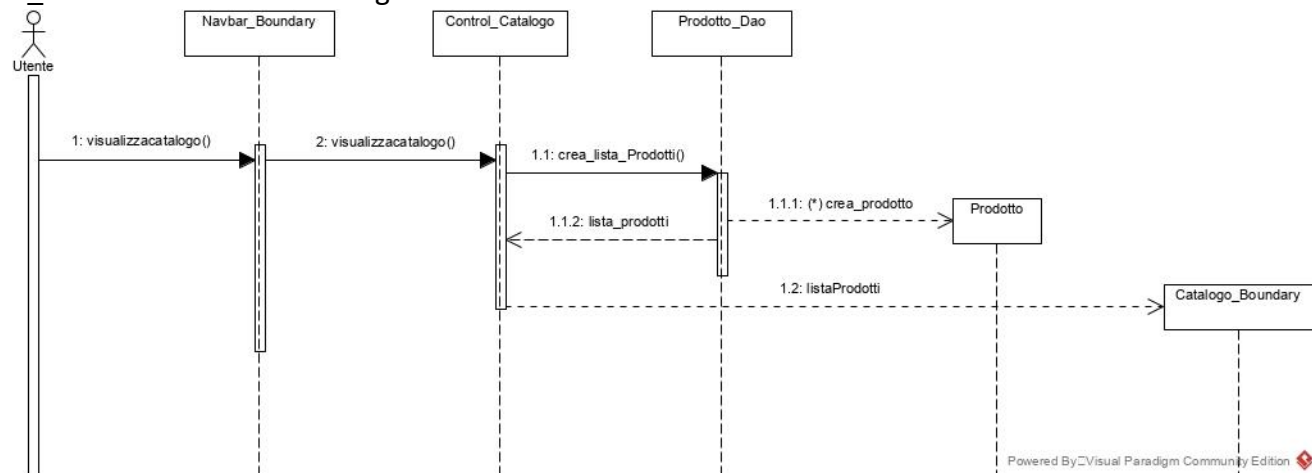 Utente
Navbar_Boundary
Control_Catalogo
Prodotto_Dao
1: visualizzacatalogo()
2: visualizzacatalogo()
1.1: crea_lista_Prodotti()
1.1.1: (*) crea_prodotto
Prodotto
1.1.2: lista_prodotti
1.2: listaProdotti
Catalogo_Boundary
Powered By Visual Paradigm Community Edition